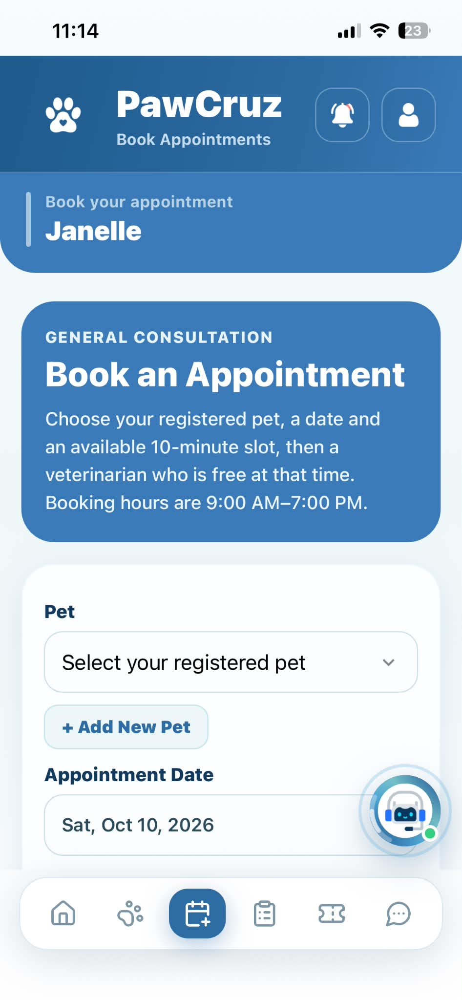 11:14
23
PawCruz
Book Appointments
Book your appointment
Janelle
GENERAL CONSULTATION
Book an Appointment
Choose your registered pet, a date and
an available 10-minute slot, then a
veterinarian who is free at that time.
Booking hours are 9:00 AM–7:00 PM.
Pet
Select your registered pet
+ Add New Pet
Appointment Date
Sat, Oct 10, 2026